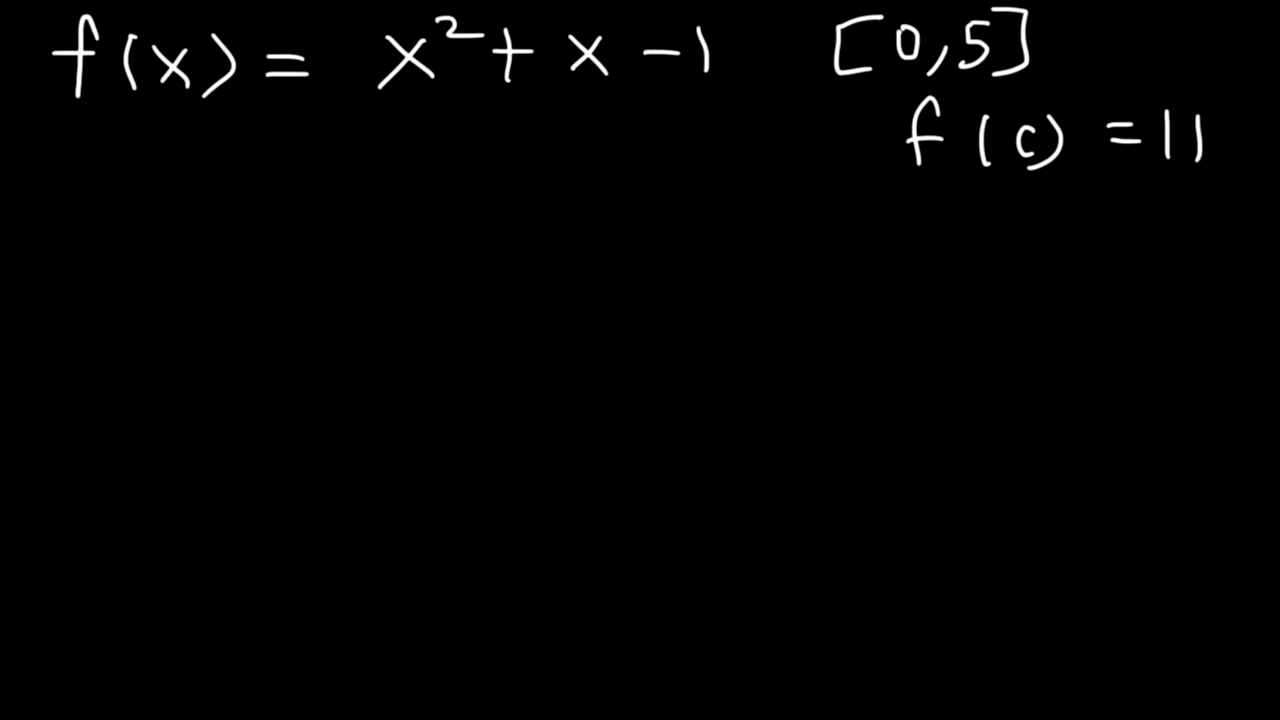 f(x) = x² + x - 1 [0,5]
f(c) = 11